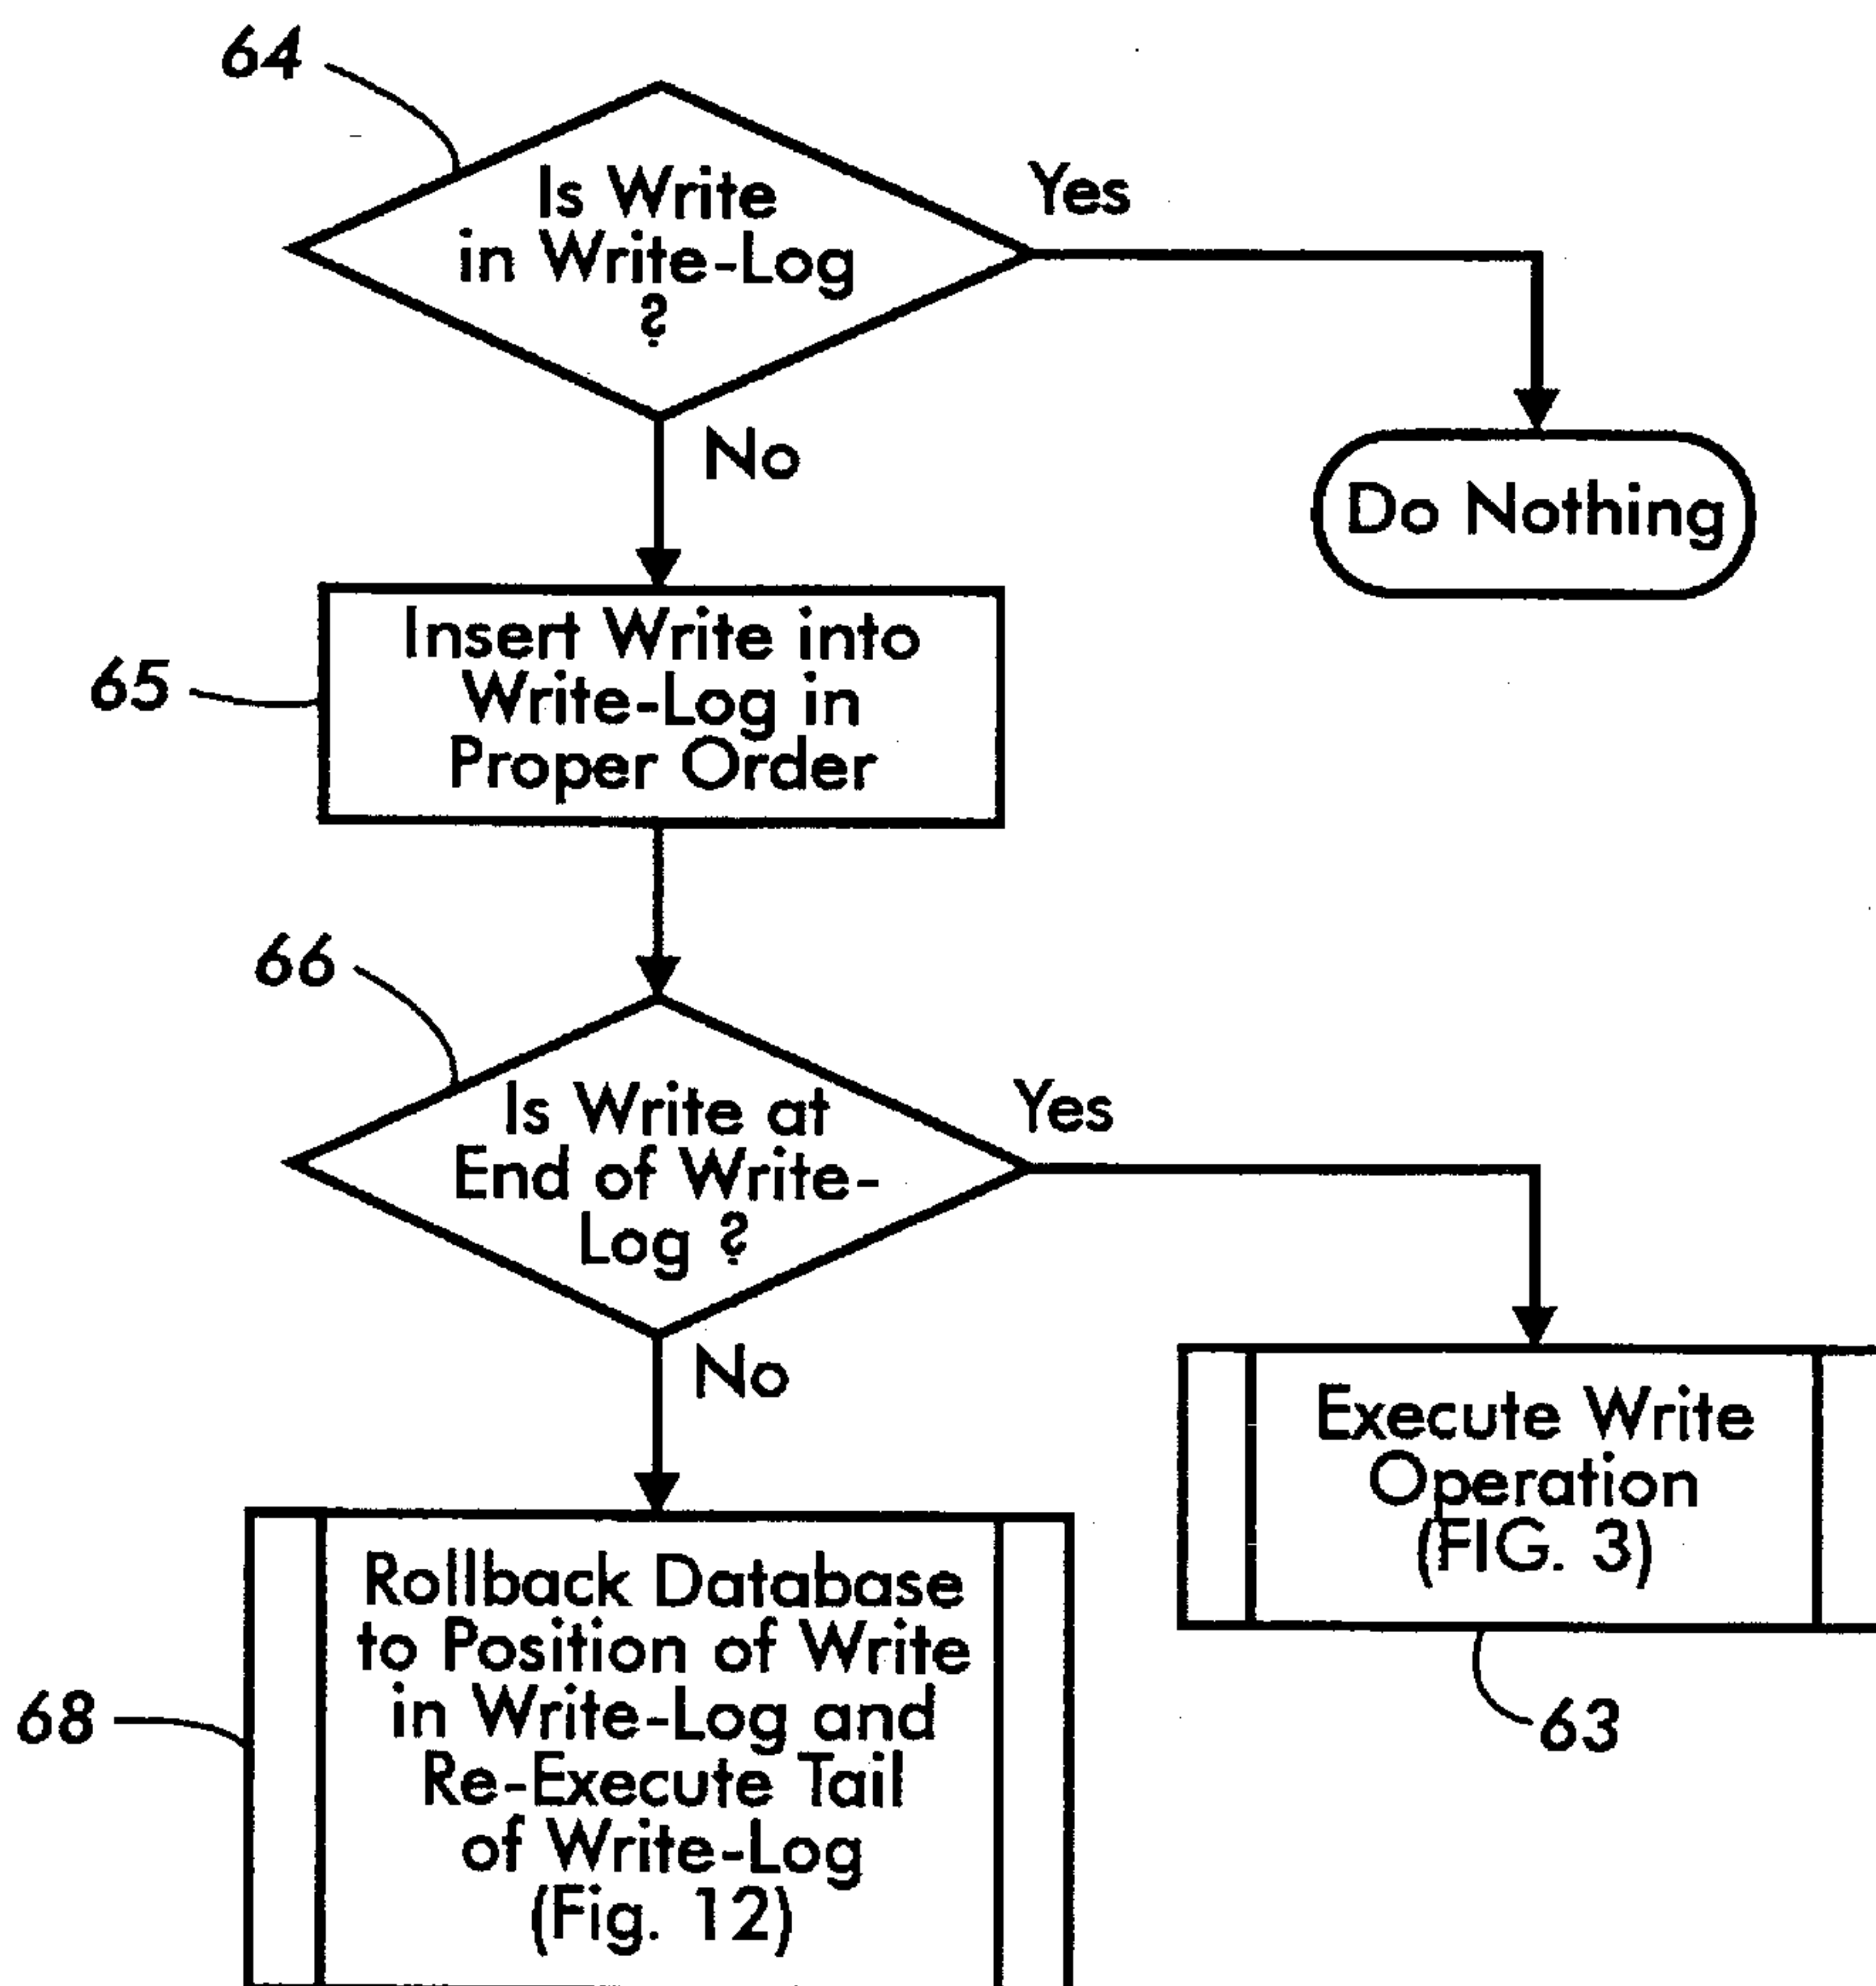 64
Is Write
in Write-Log
?
Yes
No
Do Nothing
65
Insert Write into
Write-Log in
Proper Order
66
Is Write at
End of Write-
Log ?
Yes
No
Execute Write
Operation
(FIG. 3)
63
68
Rollback Database
to Position of Write
in Write-Log and
Re-Execute Tail
of Write-Log
(Fig. 12)